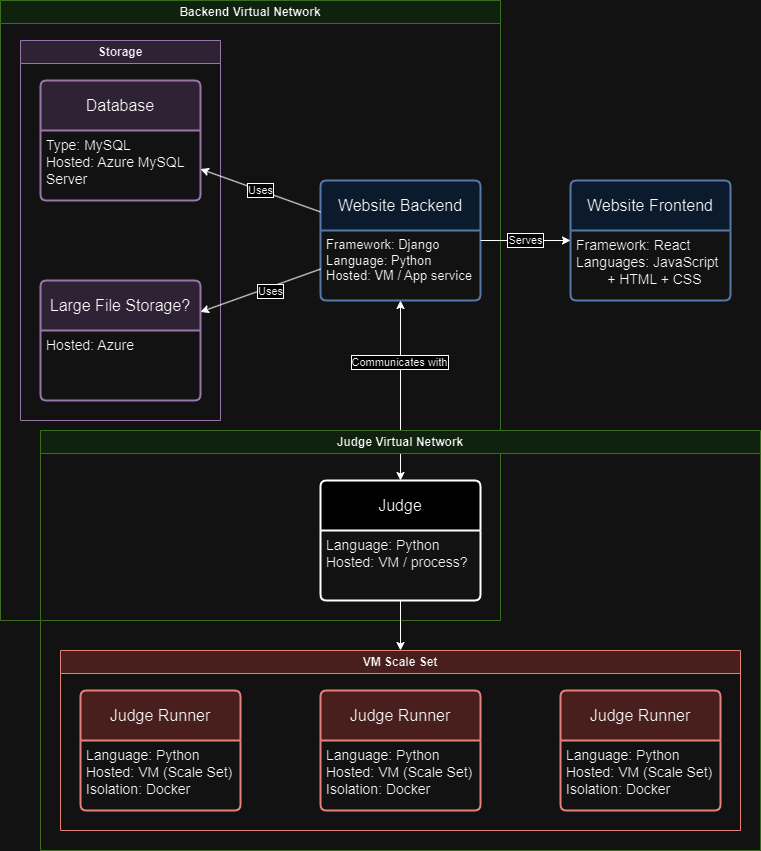 Backend Virtual Network
Storage
Database
Type: MySQL
Hosted: Azure MySQL
Server
Uses
Website Backend
Framework: Django
Language: Python
Hosted: VM / App service
Serves
Website Frontend
Framework: React
Languages: JavaScript
+ HTML + CSS
Uses
Large File Storage?
Hosted: Azure
Communicates with
Judge Virtual Network
Judge
Language: Python
Hosted: VM / process?
VM Scale Set
Judge Runner
Language: Python
Hosted: VM (Scale Set)
Isolation: Docker
Judge Runner
Language: Python
Hosted: VM (Scale Set)
Isolation: Docker
Judge Runner
Language: Python
Hosted: VM (Scale Set)
Isolation: Docker